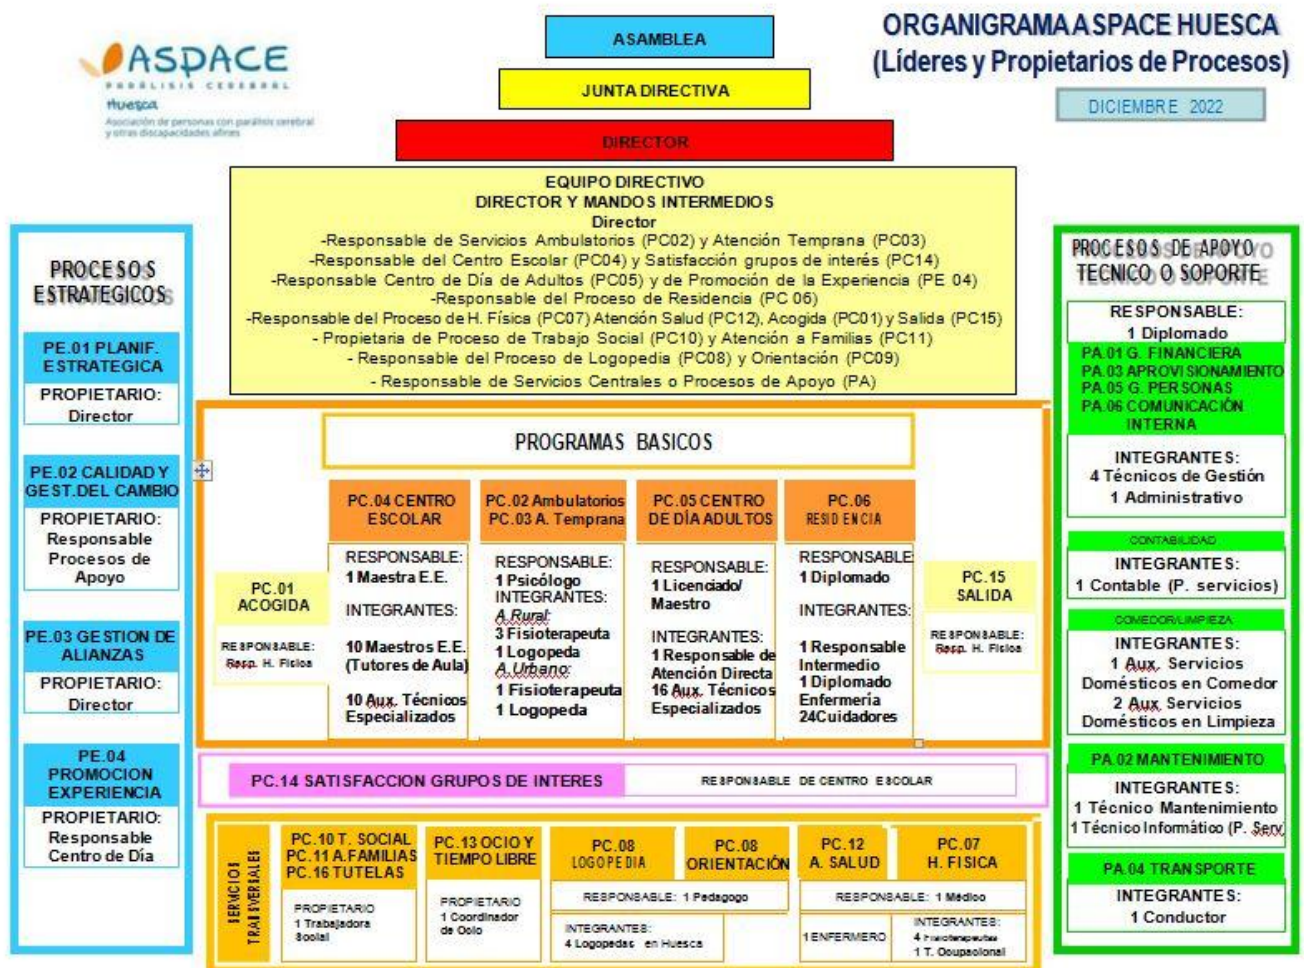 ASPACE
PARÁLISIS CEREBRAL
Huesca
Asociación de personas con parálisis cerebral
y otras discapacidades afines
ASAMBLEA
JUNTA DIRECTIVA
DIRECTOR
ORGANIGRAMA ASPACE HUESCA
(Líderes y Propietarios de Procesos)
DICIEMBRE 2022
EQUIPO DIRECTIVO
DIRECTOR Y MANDOS INTERMEDIOS
Director
-Responsable de Servicios Ambulatorios (PC02) y Atención Temprana (PC03)
-Responsable del Centro Escolar (PC04) y Satisfacción grupos de interés (PC14)
-Responsable Centro de Día de Adultos (PC05) y de Promoción de la Experiencia (PE 04)
-Responsable del Proceso de Residencia (PC 06)
-Responsable del Proceso de H. Física (PC07) Atención Salud (PC12), Acogida (PC01) y Salida (PC15)
- Propietaria de Proceso de Trabajo Social (PC10) y Atención a Familias (PC11)
- Responsable del Proceso de Logopedia (PC08) y Orientación (PC09)
- Responsable de Servicios Centrales o Procesos de Apoyo (PA)
PROCESOS
ESTRATEGICOS
PE.01 PLANIF.
ESTRATEGICA
PROPIETARIO:
Director
PE.02 CALIDAD Y
GEST.DEL CAMBIO
PROPIETARIO:
Responsable
Procesos de
Apoyo
PE.03 GESTION DE
ALIANZAS
PROPIETARIO:
Director
PE.04
PROMOCION
EXPERIENCIA
PROPIETARIO:
Responsable
Centro de Día
PROGRAMAS BASICOS
PC.01
ACOGIDA
RESPONSABLE:
Resp. H. Física
PC.04 CENTRO
ESCOLAR
RESPONSABLE:
1 Maestra E.E.
INTEGRANTES:
10 Maestros E.E.
(Tutores de Aula)
10 Aux. Técnicos
Especializados
PC.02 Ambulatorios
PC.03 A. Temprana
RESPONSABLE:
1 Psicólogo
INTEGRANTES:
A.Rural:
3 Fisioterapeuta
1 Logopeda
A.Urbano:
1 Fisioterapeuta
1 Logopeda
PC.05 CENTRO
DE DÍA ADULTOS
RESPONSABLE:
1 Licenciado/
Maestro
INTEGRANTES:
1 Responsable de
Atención Directa
16 Aux. Técnicos
Especializados
PC.06
RESIDENCIA
RESPONSABLE
1 Diplomado
INTEGRANTES:
1 Responsable
Intermedio
1 Diplomado
Enfermería
24Cuidadores
PC.15
SALIDA
RESPONSABLE:
Resp. H. Física
PC.14 SATISFACCION GRUPOS DE INTERES
RESPONSABLE DE CENTRO ESCOLAR
SERVICIOS
TRANSVERSALES
PC.10 T. SOCIAL
PC.11 A.FAMILIAS
PC.16 TUTELAS
PROPIETARIO
1 Trabajadora
Social
PC.13 OCIO Y
TIEMPO LIBRE
PROPIETARIO
1 Coordinador
de Ocio
PC.08
LOGOPEDIA
PC.08
ORIENTACIÓN
RESPONSABLE: 1 Pedagogo
INTEGRANTES:
4 Logopedas en Huesca
PC.12
A. SALUD
PC.07
H. FISICA
RESPONSABLE: 1 Médico
1 ENFERMERO
INTEGRANTES:
4 Fisioterapeutas
1 T. Ocupacional
PROCESOS DE APOYO
TECNICO O SOPORTE
RESPONSABLE:
1 Diplomado
PA.01 G. FINANCIERA
PA.03 APROVISIONAMIENTO
PA.05 G. PERSONAS
PA.06 COMUNICACIÓN
INTERNA
INTEGRANTES:
4 Técnicos de Gestión
1 Administrativo
CONTABILIDAD
INTEGRANTES:
1 Contable (P. servicios)
COMEDOR/LIMPIEZA
INTEGRANTES:
1 Aux. Servicios
Domésticos en Comedor
2 Aux. Servicios
Domésticos en Limpieza
PA.02 MANTENIMIENTO
INTEGRANTES:
1 Técnico Mantenimiento
1 Técnico Informático (P. Serv
PA.04 TRANSPORTE
INTEGRANTES:
1 Conductor